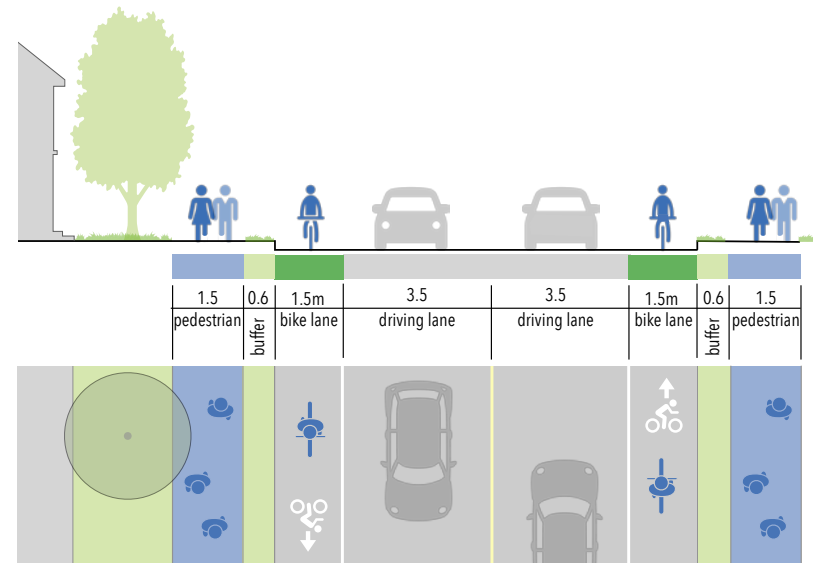 1.5 0.6 1.5m 3.5 3.5 1.5m 0.6 1.5
pedestrian buffer bike lane driving lane driving lane bike lane buffer pedestrian